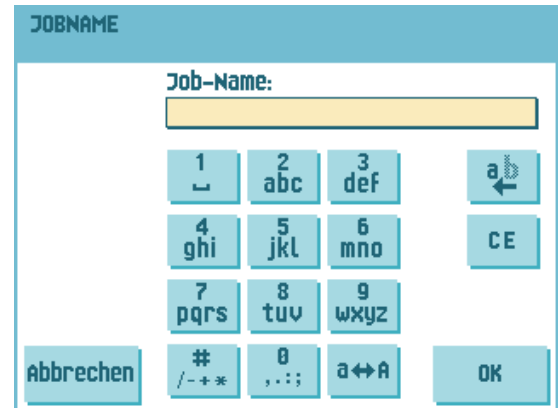 JOBNAME
Job-Name:
1 2 3
␣ abc def ab
4 5 6
ghi jkl mno CE
7 8 9
pqrs tuv wxyz
Abbrechen # 0 a↔A OK
/-+* ,.:;